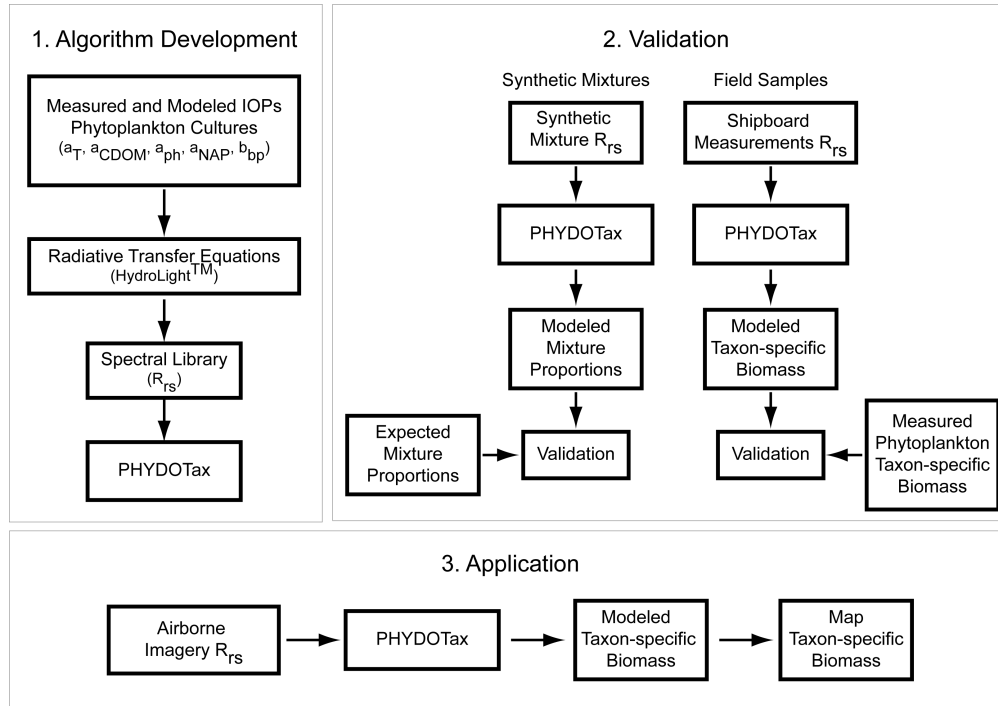 1. Algorithm Development
Measured and Modeled IOPs
Phytoplankton Cultures
(aT, aCDOM, aph, aNAP, bbp)
Radiative Transfer Equations
(HydroLightTM)
Spectral Library
(Rrs)
PHYDOTax
2. Validation
Synthetic Mixtures
Synthetic
Mixture Rrs
PHYDOTax
Modeled
Mixture
Proportions
Expected
Mixture
Proportions
Validation
Field Samples
Shipboard
Measurements Rrs
PHYDOTax
Modeled
Taxon-specific
Biomass
Validation
Measured
Phytoplankton
Taxon-specific
Biomass
3. Application
Airborne
Imagery Rrs
PHYDOTax
Modeled
Taxon-specific
Biomass
Map
Taxon-specific
Biomass